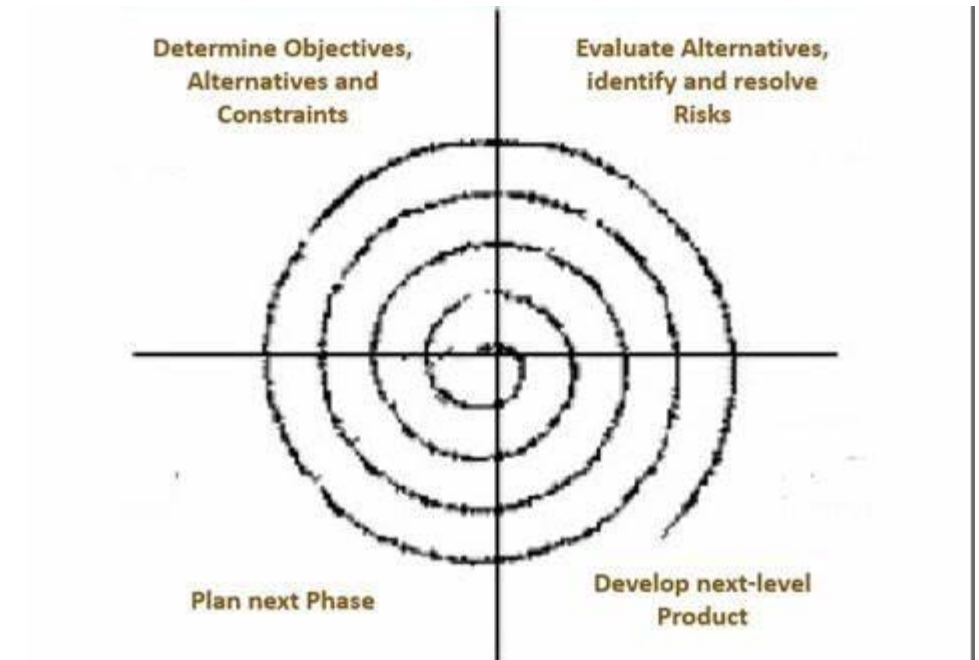 Determine Objectives,
Alternatives and
Constraints
Evaluate Alternatives,
identify and resolve
Risks
Plan next Phase
Develop next-level
Product